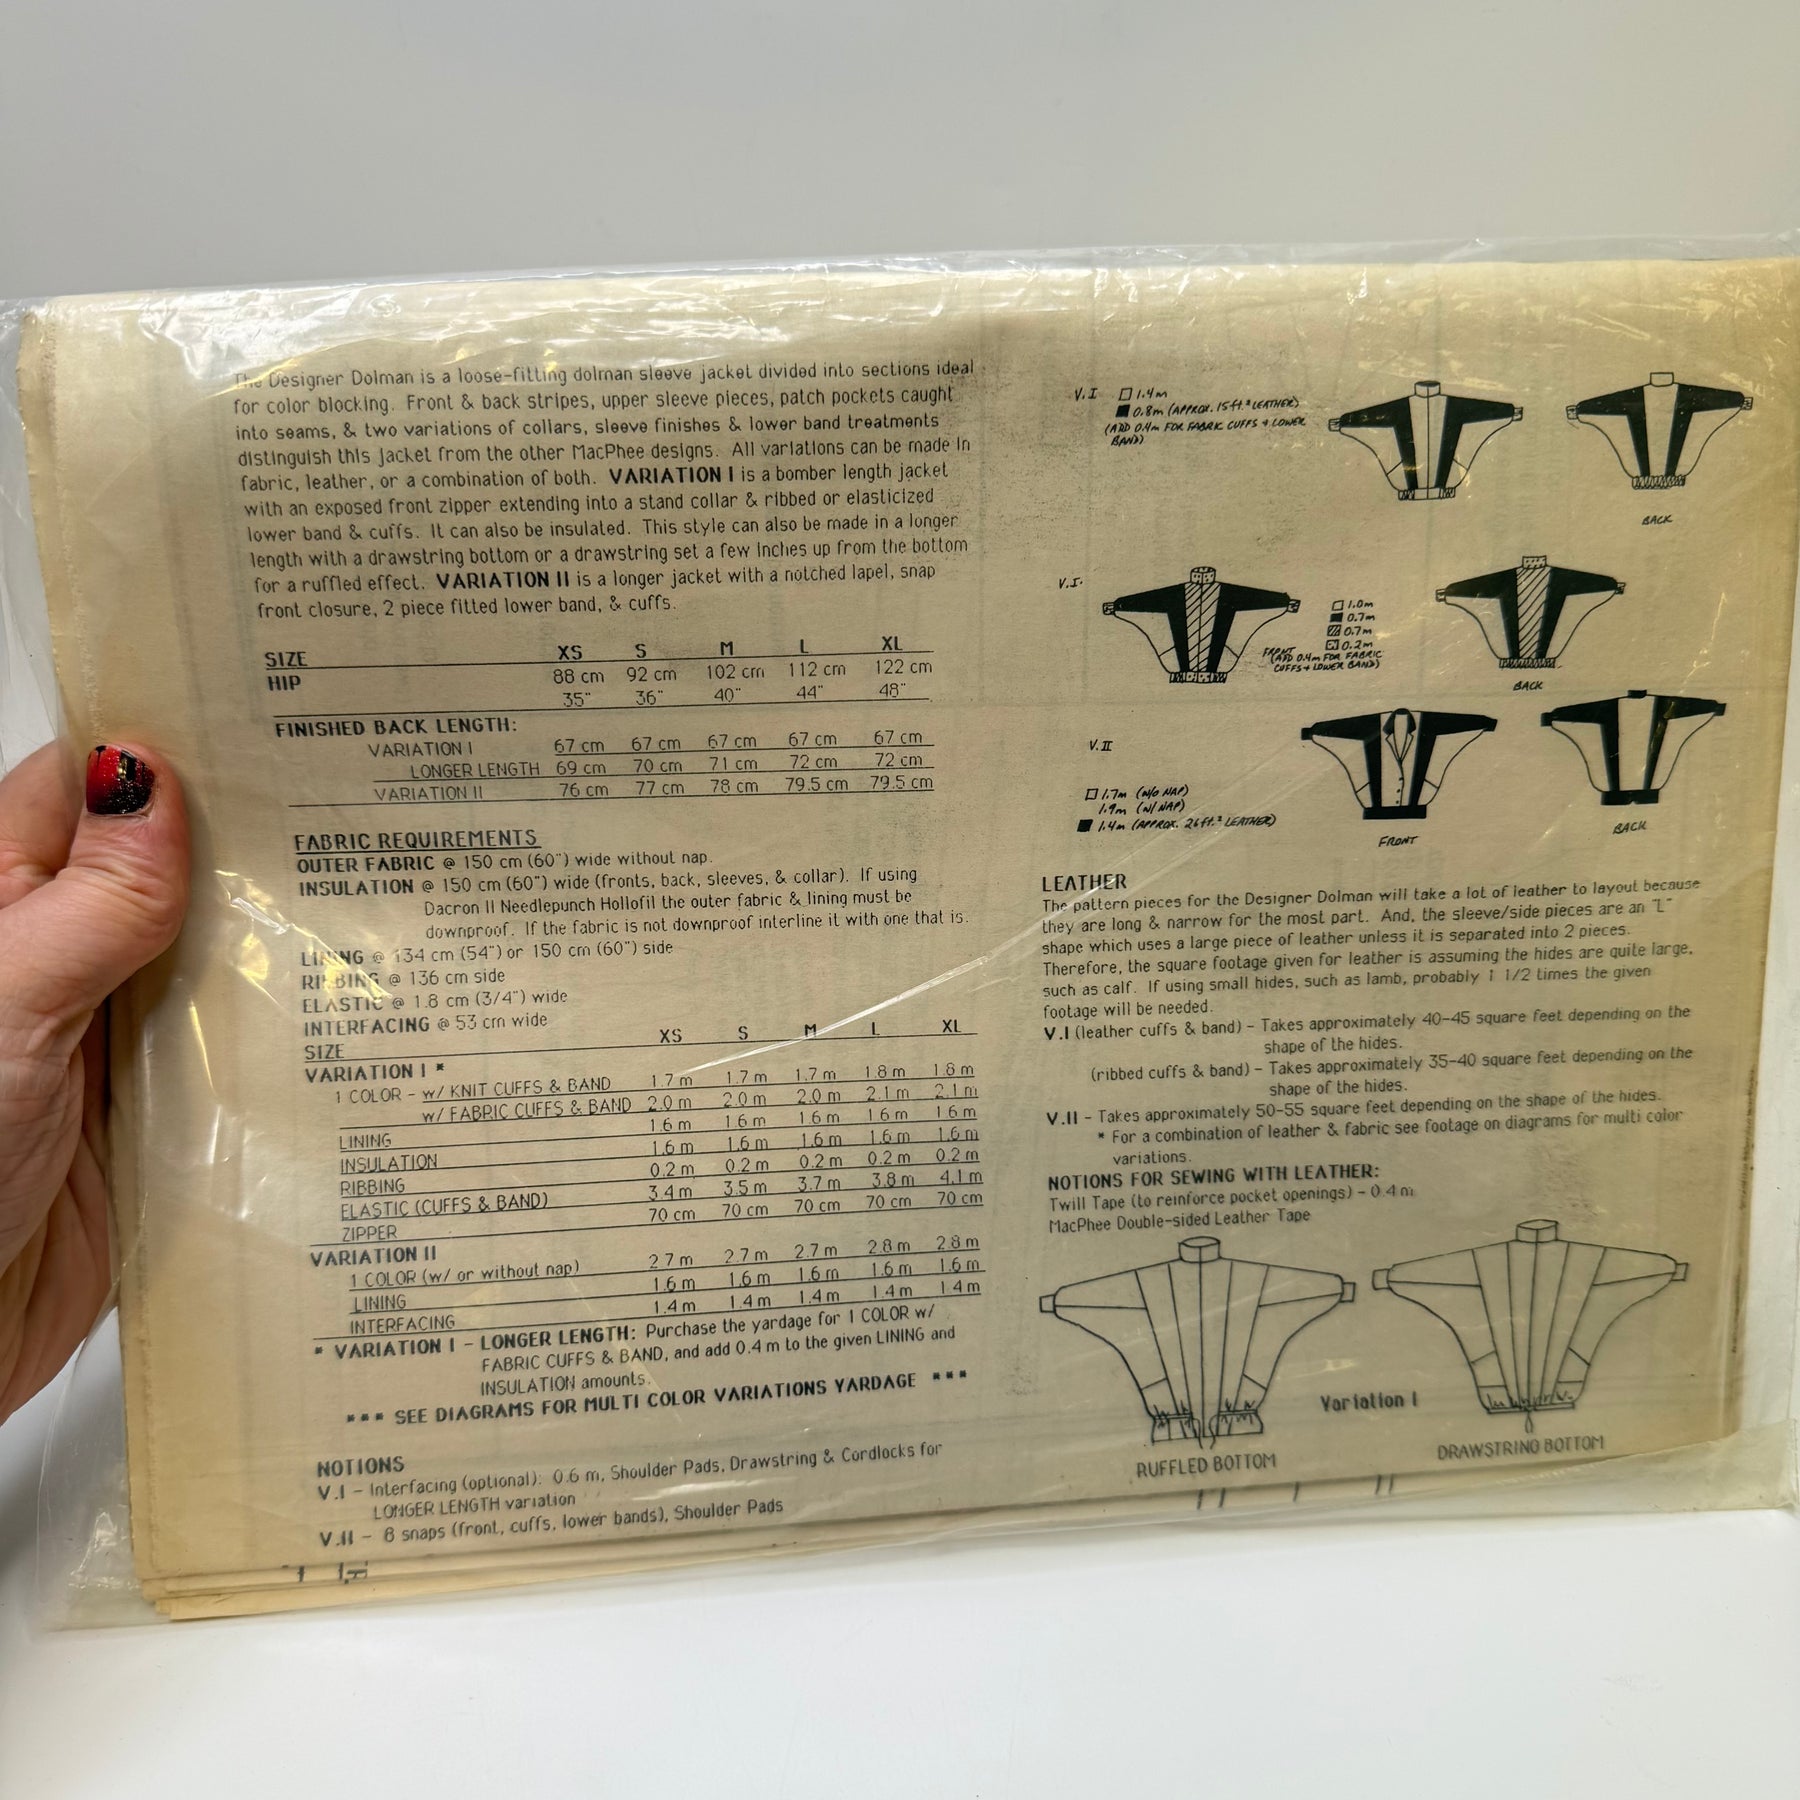 The Designer Dolman is a loose-fitting dolman sleeve jacket divided into sections ideal
for color blocking. Front & back stripes, upper sleeve pieces, patch pockets caught
into seams, & two variations of collars, sleeve finishes & lower band treatments
distinguish this jacket from the other MacPhee designs. All variations can be made in
fabric, leather, or a combination of both. VARIATION I is a bomber length jacket
with an exposed front zipper extending into a stand collar & ribbed or elasticized
lower band & cuffs. It can also be insulated. This style can also be made in a longer
length with a drawstring bottom or a drawstring set a few inches up from the bottom
for a ruffled effect. VARIATION II is a longer jacket with a notched lapel, snap
front closure, 2 piece fitted lower band, & cuffs.
SIZE XS S M L XL
HIP 88 cm 92 cm 102 cm 112 cm 122 cm
35" 36" 40" 44" 48"
FINISHED BACK LENGTH:
VARIATION I 67 cm 67 cm 67 cm 67 cm 67 cm
LONGER LENGTH 69 cm 70 cm 71 cm 72 cm 72 cm
VARIATION II 76 cm 77 cm 78 cm 79.5 cm 79.5 cm
FABRIC REQUIREMENTS
OUTER FABRIC @ 150 cm (60") wide without nap.
INSULATION @ 150 cm (60") wide (fronts, back, sleeves, & collar). If using
Dacron II Needlepunch Hollofil the outer fabric & lining must be
downproof. If the fabric is not downproof interline it with one that is.
LINING @ 134 cm (54") or 150 cm (60") side
RIBBING @ 136 cm side
ELASTIC @ 1.8 cm (3/4") wide
INTERFACING @ 53 cm wide
SIZE XS S M L XL
VARIATION I *
1 COLOR - w/ KNIT CUFFS & BAND 1.7 m 1.7 m 1.7 m 1.8 m 1.8 m
w/ FABRIC CUFFS & BAND 2.0 m 2.0 m 2.0 m 2.1 m 2.1 m
LINING 1.6 m 1.6 m 1.6 m 1.6 m 1.6 m
INSULATION 1.6 m 1.6 m 1.6 m 1.6 m 1.6 m
RIBBING 0.2 m 0.2 m 0.2 m 0.2 m 0.2 m
ELASTIC (CUFFS & BAND) 3.4 m 3.5 m 3.7 m 3.8 m 4.1 m
ZIPPER 70 cm 70 cm 70 cm 70 cm 70 cm
VARIATION II
1 COLOR (w/ or without nap) 2.7 m 2.7 m 2.7 m 2.8 m 2.8 m
LINING 1.6 m 1.6 m 1.6 m 1.6 m 1.6 m
INTERFACING 1.4 m 1.4 m 1.4 m 1.4 m 1.4 m
* VARIATION I - LONGER LENGTH: Purchase the yardage for 1 COLOR w/
FABRIC CUFFS & BAND, and add 0.4 m to the given LINING and
INSULATION amounts.
*** SEE DIAGRAMS FOR MULTI COLOR VARIATIONS YARDAGE ***
NOTIONS
V.I - Interfacing (optional): 0.6 m, Shoulder Pads, Drawstring & Cordlocks for
LONGER LENGTH variation
V.II - 8 snaps (front, cuffs, lower bands), Shoulder Pads
V.I 1.4m
0.8m (APPROX. 15 ft.² LEATHER)
(ADD 0.4m FOR FABRIC CUFFS + LOWER
BAND)
BACK
V.I.
1.0m
0.7m
0.7m
0.2m
FRONT
(ADD 0.4m FOR FABRIC
CUFFS + LOWER BAND)
BACK
V.II
1.7m (W/O NAP)
1.9m (W/ NAP)
1.4m (APPROX. 26 ft.² LEATHER)
FRONT
BACK
LEATHER
The pattern pieces for the Designer Dolman will take a lot of leather to layout because
they are long & narrow for the most part. And, the sleeve/side pieces are an "L"
shape which uses a large piece of leather unless it is separated into 2 pieces.
Therefore, the square footage given for leather is assuming the hides are quite large,
such as calf. If using small hides, such as lamb, probably 1 1/2 times the given
footage will be needed.
V.I (leather cuffs & band) - Takes approximately 40-45 square feet depending on the
shape of the hides.
(ribbed cuffs & band) - Takes approximately 35-40 square feet depending on the
shape of the hides.
V.II - Takes approximately 50-55 square feet depending on the shape of the hides.
* For a combination of leather & fabric see footage on diagrams for multi color
variations.
NOTIONS FOR SEWING WITH LEATHER:
Twill Tape (to reinforce pocket openings) - 0.4 m
MacPhee Double-sided Leather Tape
Variation I
RUFFLED BOTTOM
DRAWSTRING BOTTOM